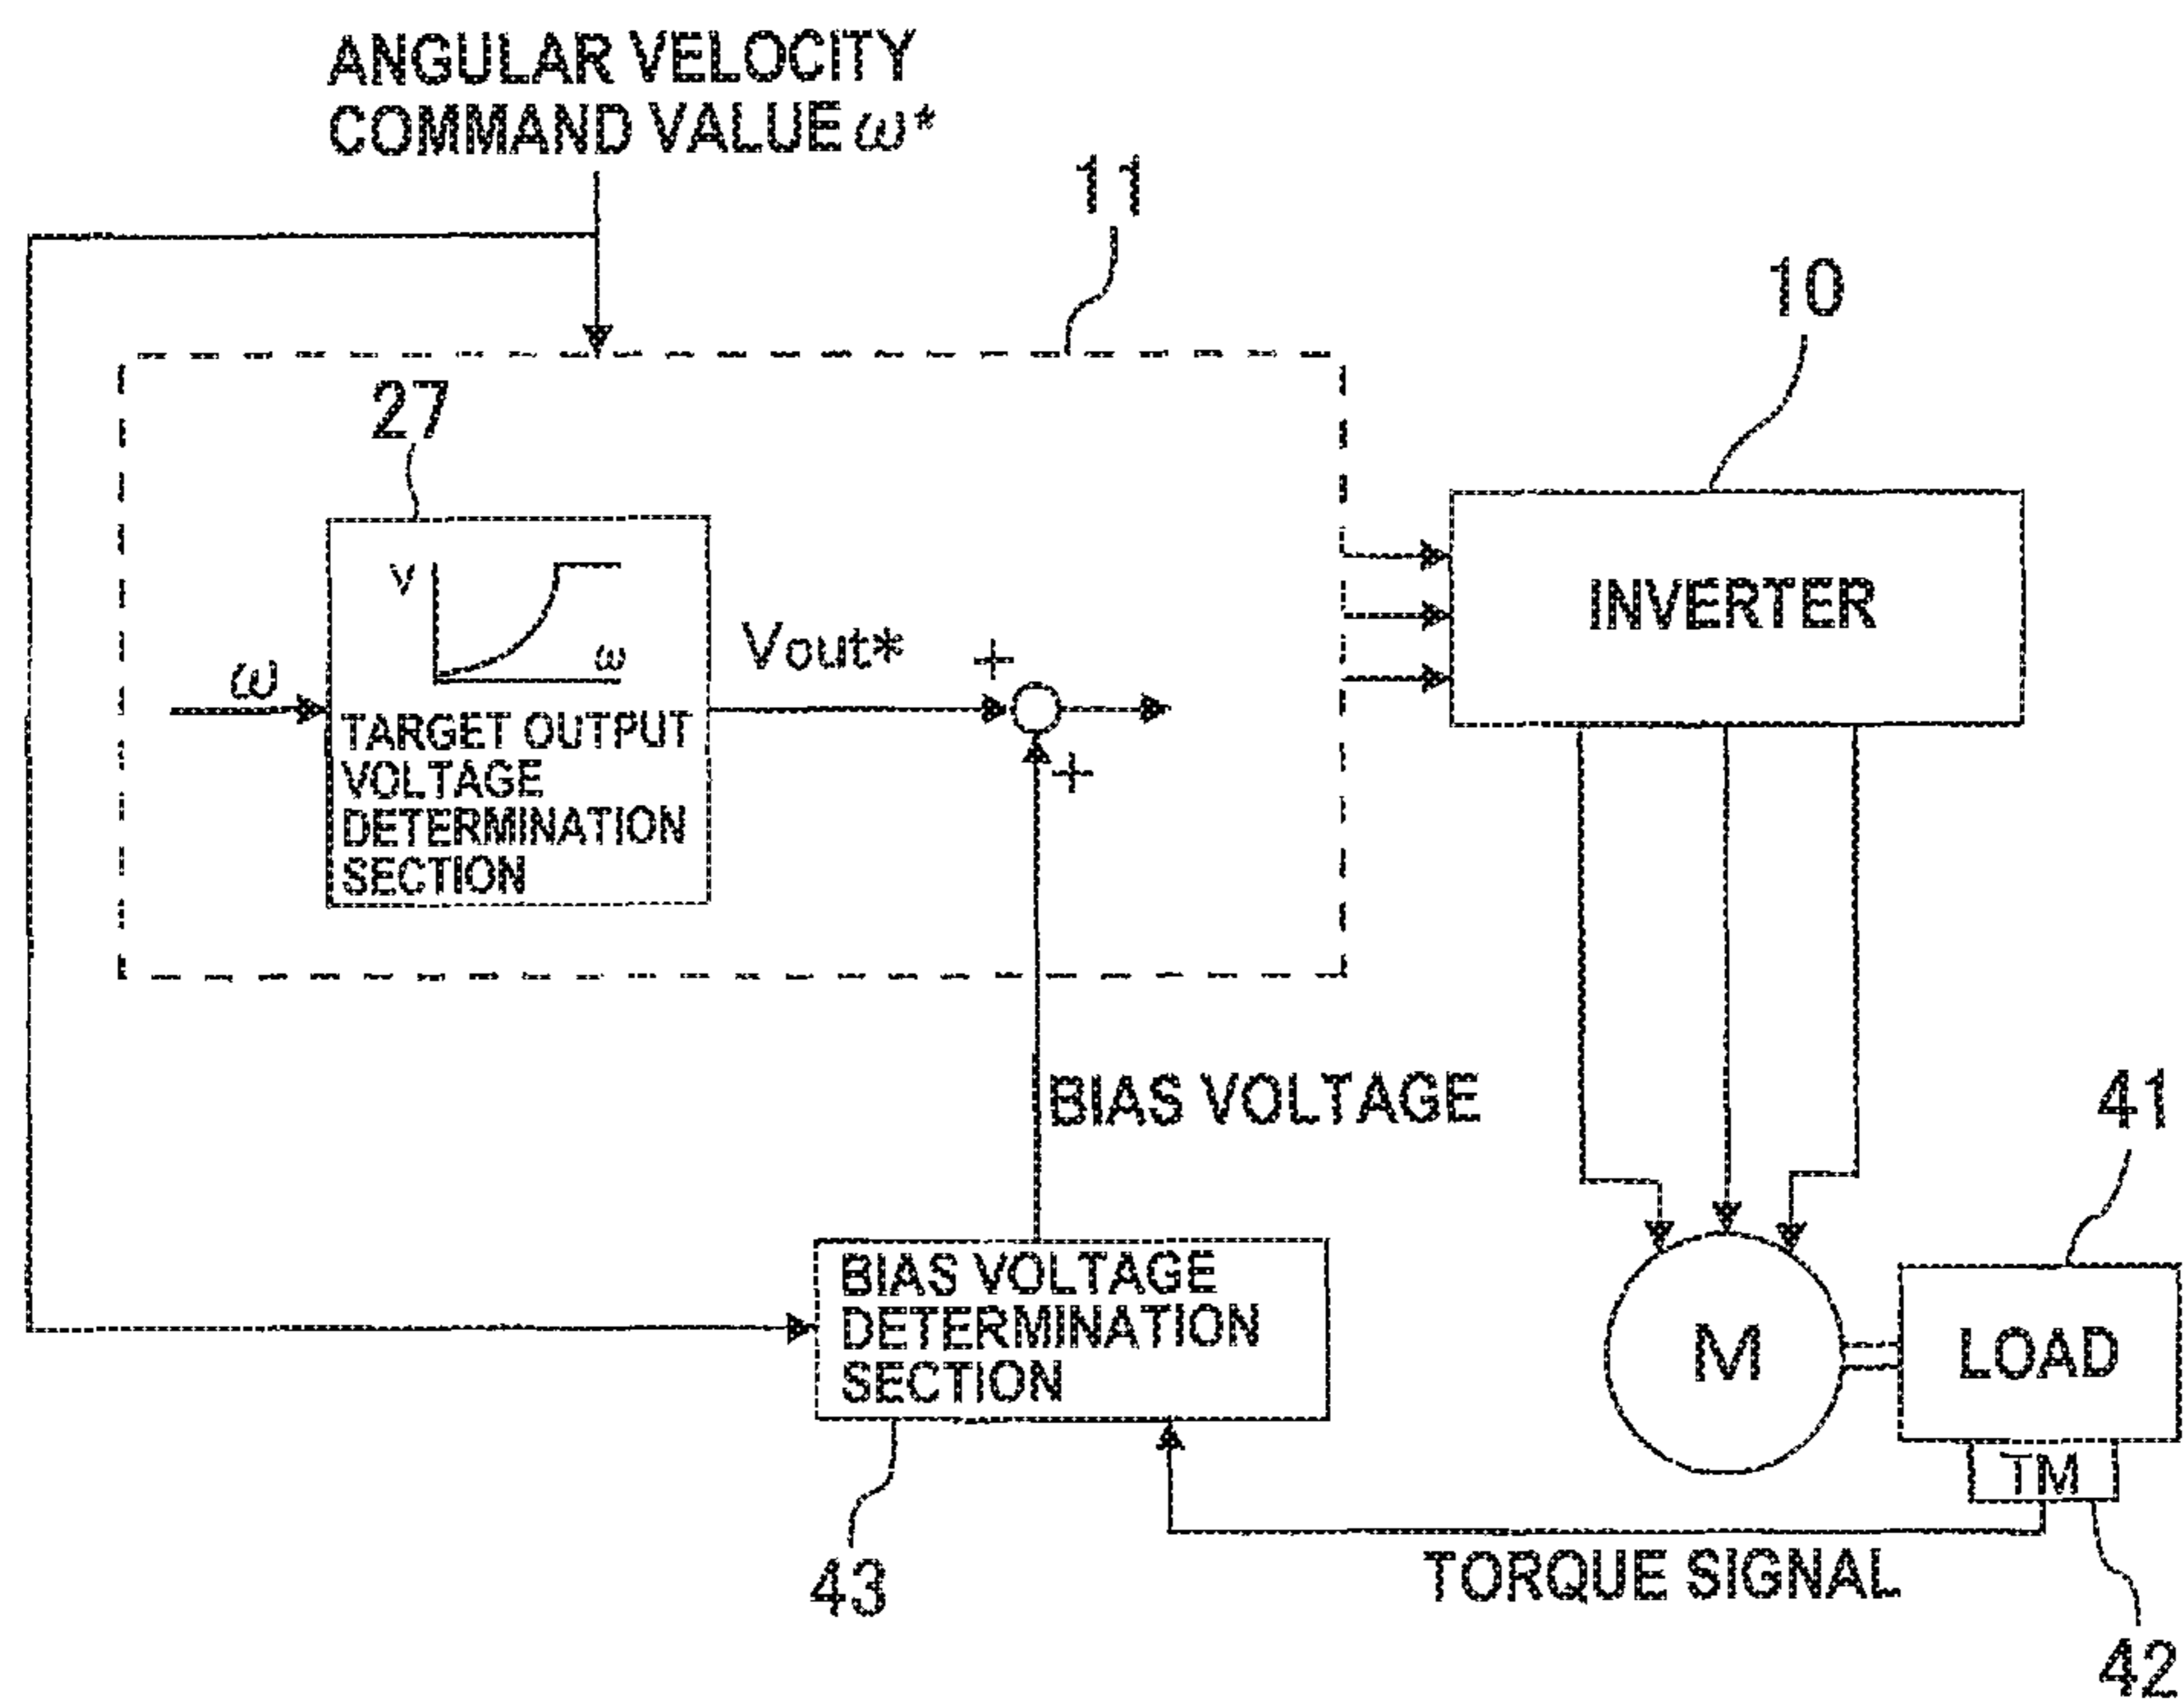 ANGULAR VELOCITY
COMMAND VALUE ω*
11
10
27
V
ω
ω
Vout*
+
+
TARGET OUTPUT
VOLTAGE
DETERMINATION
SECTION
INVERTER
BIAS VOLTAGE
41
BIAS VOLTAGE
DETERMINATION
SECTION
M
LOAD
TM
TORQUE SIGNAL
43
42